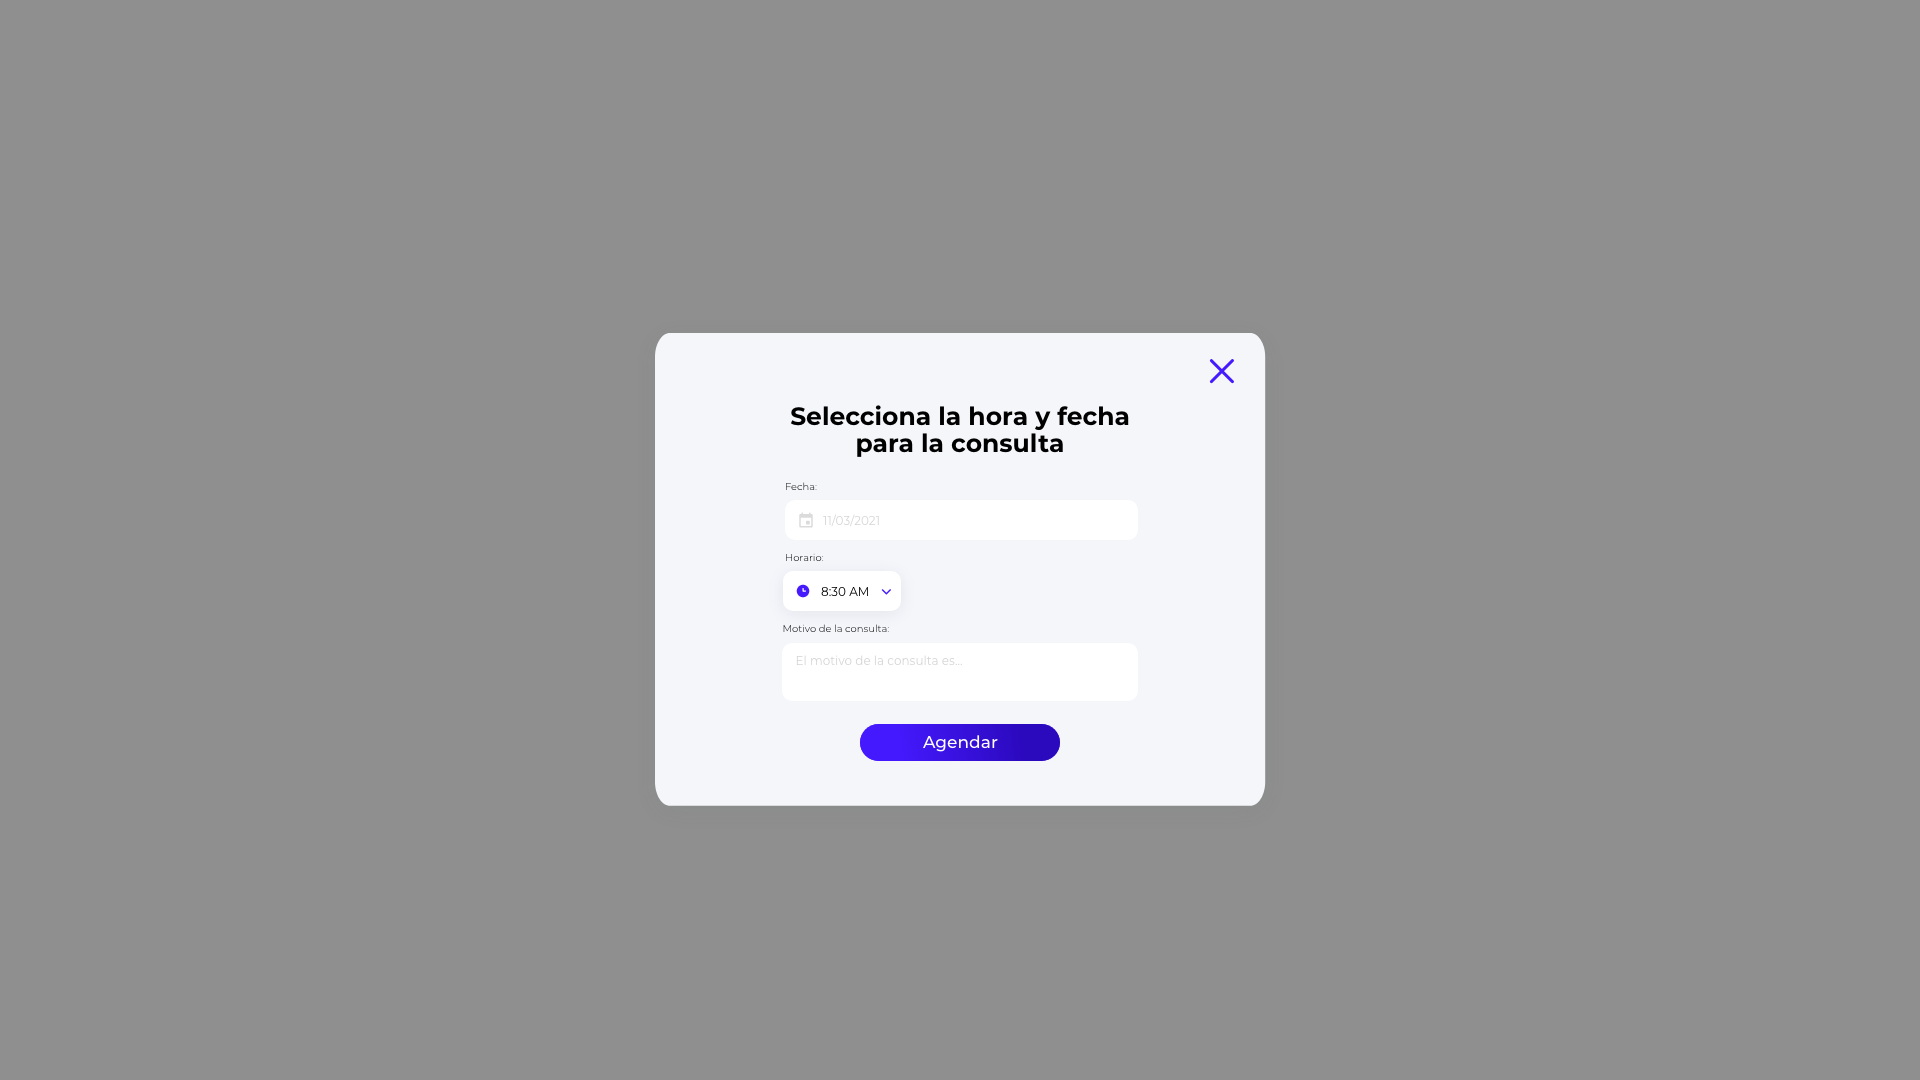 Selecciona la hora y fecha
para la consulta
Fecha:
11/03/2021
Horario:
8:30 AM
Motivo de la consulta:
El motivo de la consulta es...
Agendar